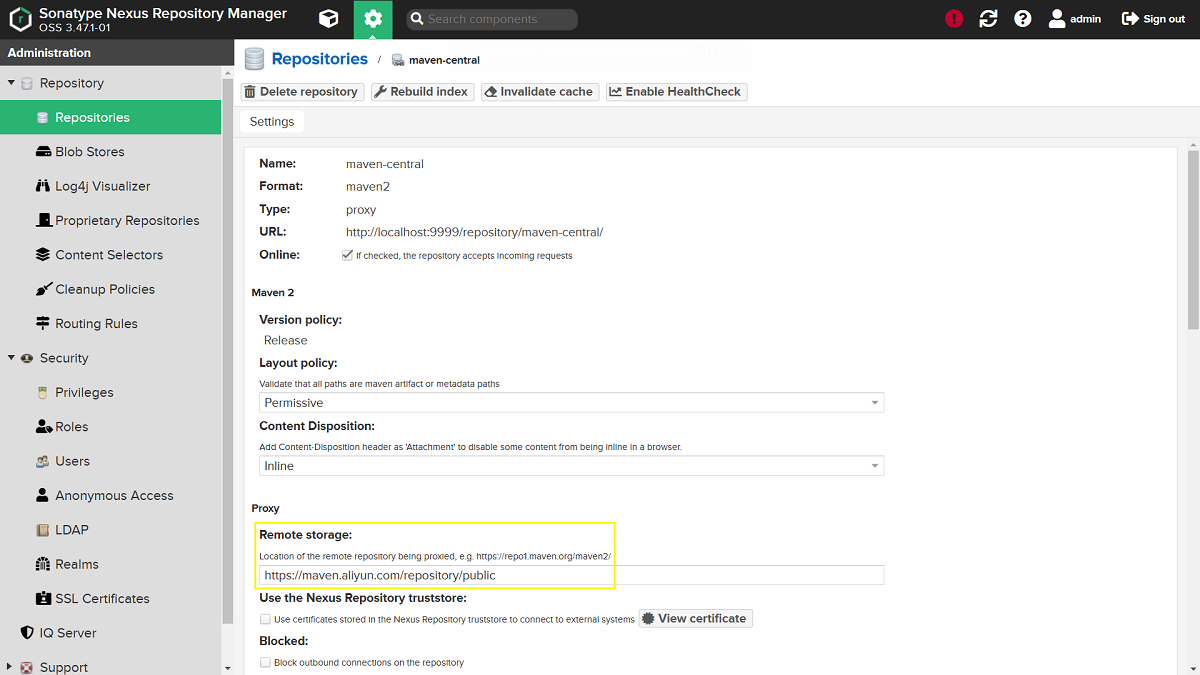 Sonatype Nexus Repository Manager
OSS 3.47.1-01
Search components
admin
Sign out
Administration
Repository
Repositories
Blob Stores
Log4j Visualizer
Proprietary Repositories
Content Selectors
Cleanup Policies
Routing Rules
Security
Privileges
Roles
Users
Anonymous Access
LDAP
Realms
SSL Certificates
IQ Server
Support
Repositories / maven-central
Delete repository Rebuild index Invalidate cache Enable HealthCheck
Settings
Name: maven-central
Format: maven2
Type: proxy
URL: http://localhost:9999/repository/maven-central/
Online: If checked, the repository accepts incoming requests
Maven 2
Version policy:
Release
Layout policy:
Validate that all paths are maven artifact or metadata paths
Permissive
Content Disposition:
Add Content-Disposition header as 'Attachment' to disable some content from being inline in a browser.
Inline
Proxy
Remote storage:
Location of the remote repository being proxied, e.g. https://repo1.maven.org/maven2/
https://maven.aliyun.com/repository/public
Use the Nexus Repository truststore:
Use certificates stored in the Nexus Repository truststore to connect to external systems View certificate
Blocked:
Block outbound connections on the repository